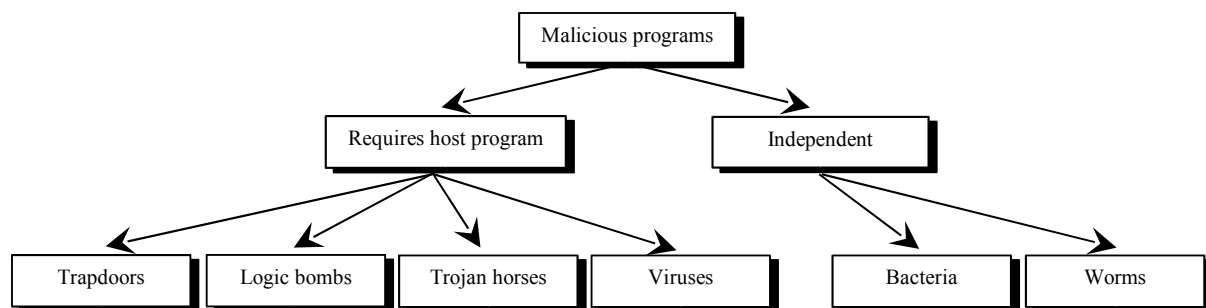 Malicious programs
Requires host program
Independent
Trapdoors
Logic bombs
Trojan horses
Viruses
Bacteria
Worms